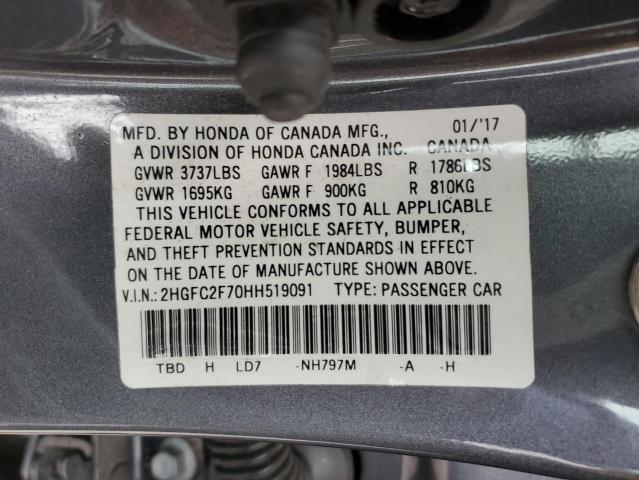 MFD. BY HONDA OF CANADA MFG., 01/'17
A DIVISION OF HONDA CANADA INC. CANADA
GVWR 3737LBS GAWR F 1984LBS R 1786LBS
GVWR 1695KG GAWR F 900KG R 810KG
THIS VEHICLE CONFORMS TO ALL APPLICABLE
FEDERAL MOTOR VEHICLE SAFETY, BUMPER,
AND THEFT PREVENTION STANDARDS IN EFFECT
ON THE DATE OF MANUFACTURE SHOWN ABOVE.
V.I.N.: 2HGFC2F70HH519091 TYPE: PASSENGER CAR
TBD H LD7 -NH797M -A -H